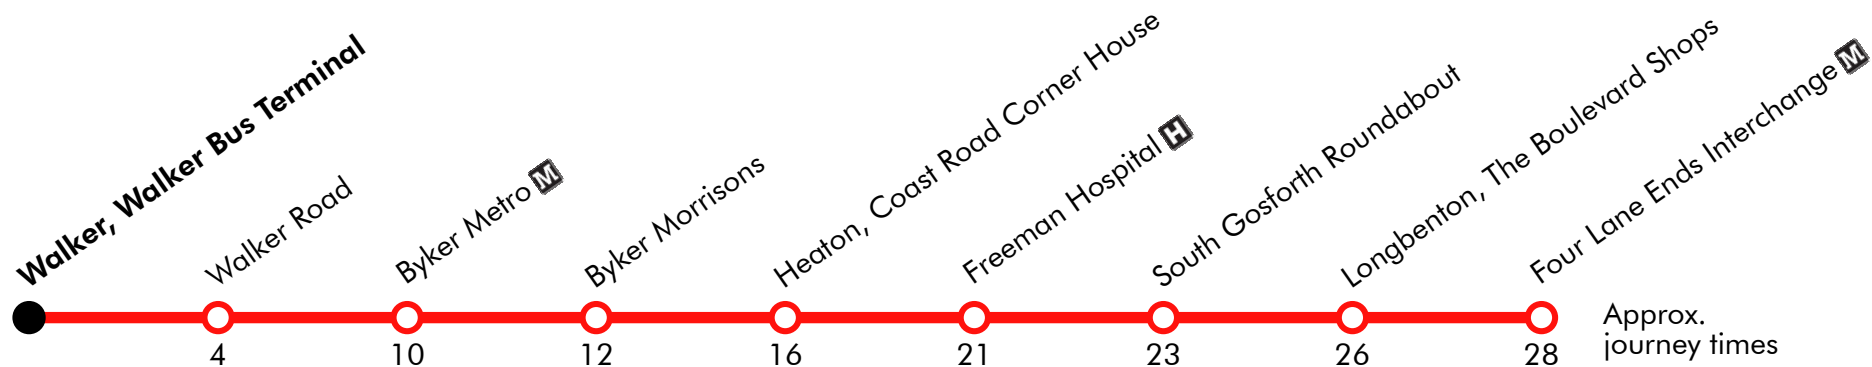 Walker, Walker Bus Terminal
Walker Road
Byker Metro M
Byker Morrisons
Heaton, Coast Road Corner House
Freeman Hospital H
South Gosforth Roundabout
Longbenton, The Boulevard Shops
Four Lane Ends Interchange M
4
10
12
16
21
23
26
28
Approx.
journey times